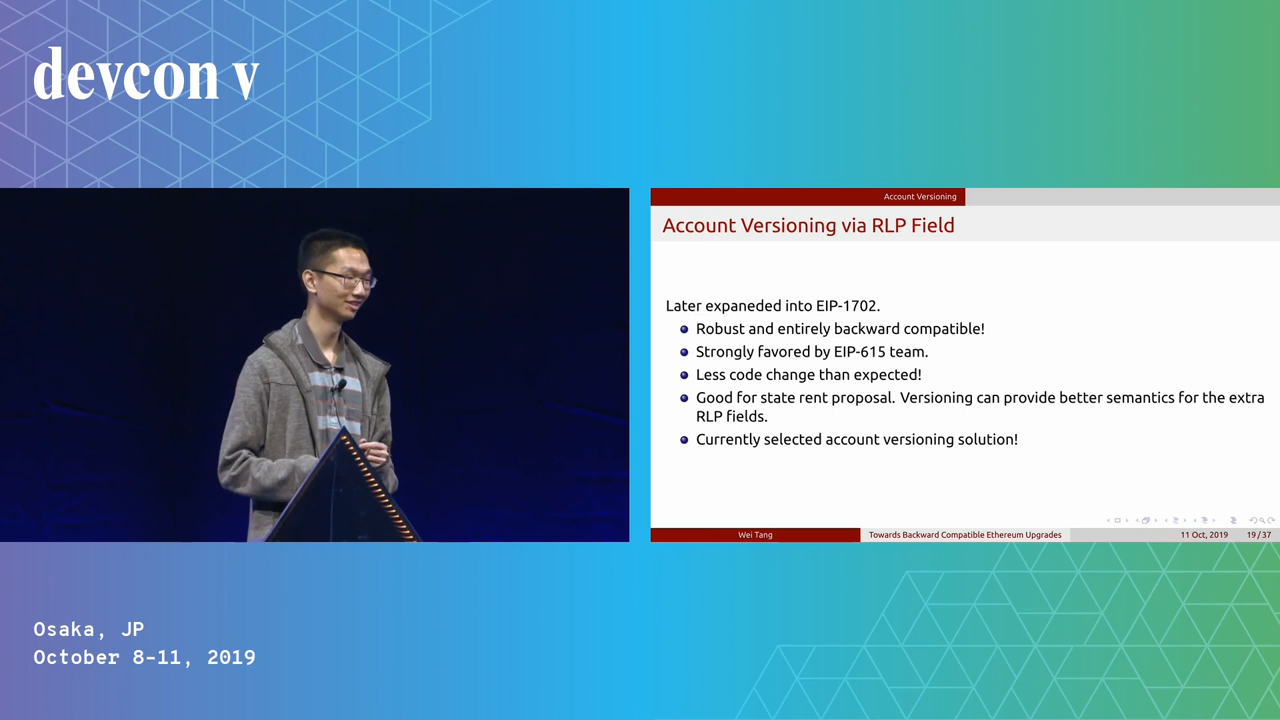 devcon v
Account Versioning
Account Versioning via RLP Field
Later expaneded into EIP-1702.
Robust and entirely backward compatible!
Strongly favored by EIP-615 team.
Less code change than expected!
Good for state rent proposal. Versioning can provide better semantics for the extra
RLP fields.
Currently selected account versioning solution!
Wei Tang
Towards Backward Compatible Ethereum Upgrades
11 Oct, 2019
19 / 37
Osaka, JP
October 8-11, 2019